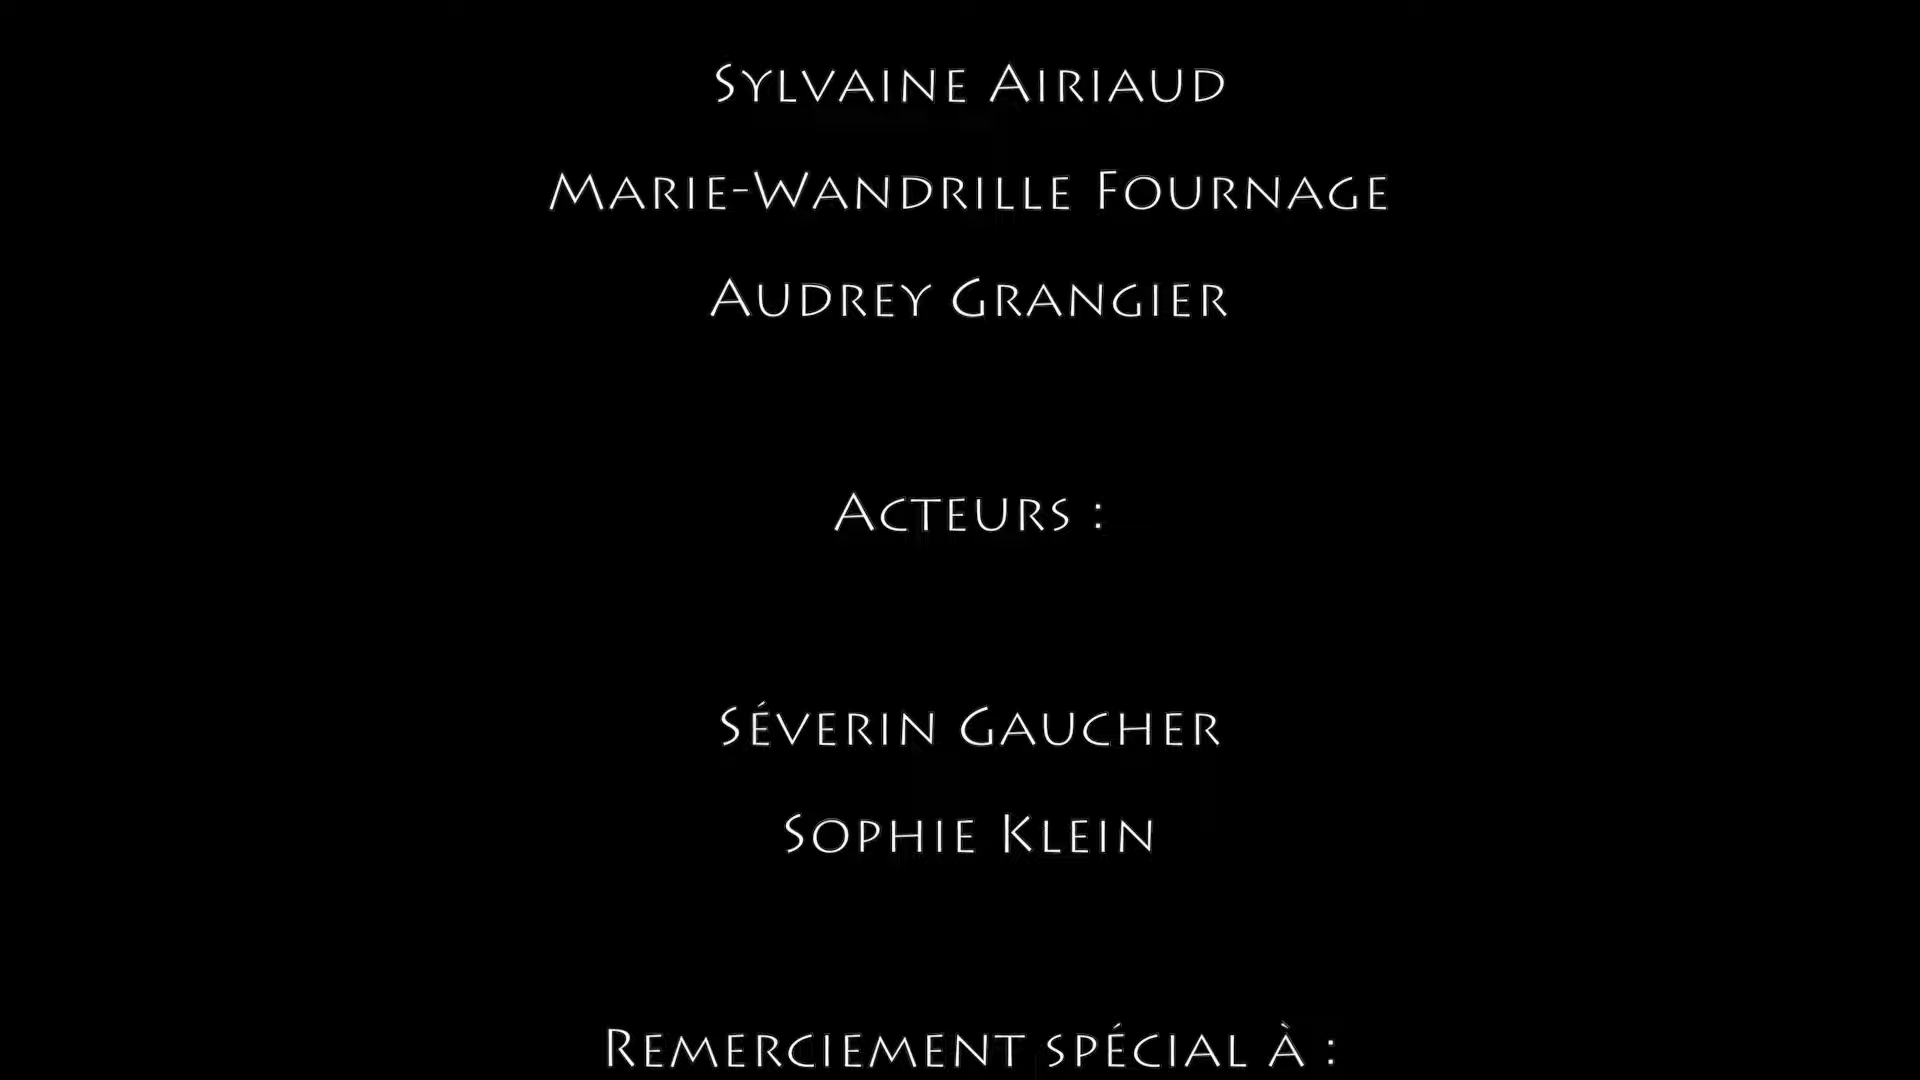 Sylvaine Airiaud
Marie-Wandrille Fournage
Audrey Grangier
Acteurs :
Séverin Gaucher
Sophie Klein
Remerciement spécial à :